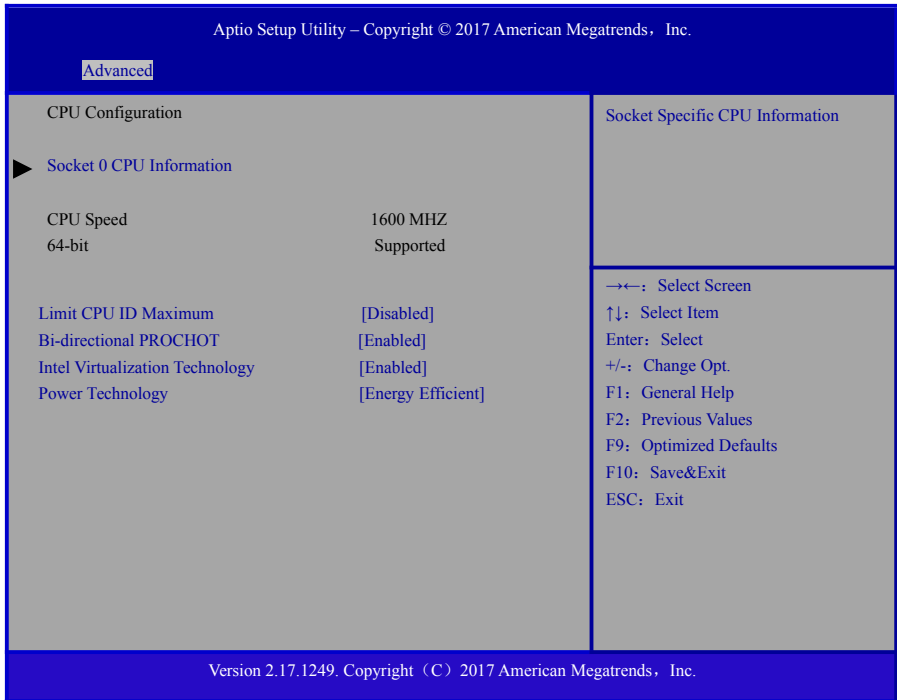 Aptio Setup Utility – Copyright © 2017 American Megatrends，Inc.
Advanced
CPU Configuration
Socket 0 CPU Information
CPU Speed 1600 MHZ
64-bit Supported
Limit CPU ID Maximum [Disabled]
Bi-directional PROCHOT [Enabled]
Intel Virtualization Technology [Enabled]
Power Technology [Energy Efficient]
Socket Specific CPU Information
→←：Select Screen
↑↓：Select Item
Enter：Select
+/-：Change Opt.
F1：General Help
F2：Previous Values
F9：Optimized Defaults
F10：Save&Exit
ESC：Exit
Version 2.17.1249. Copyright（C）2017 American Megatrends，Inc.